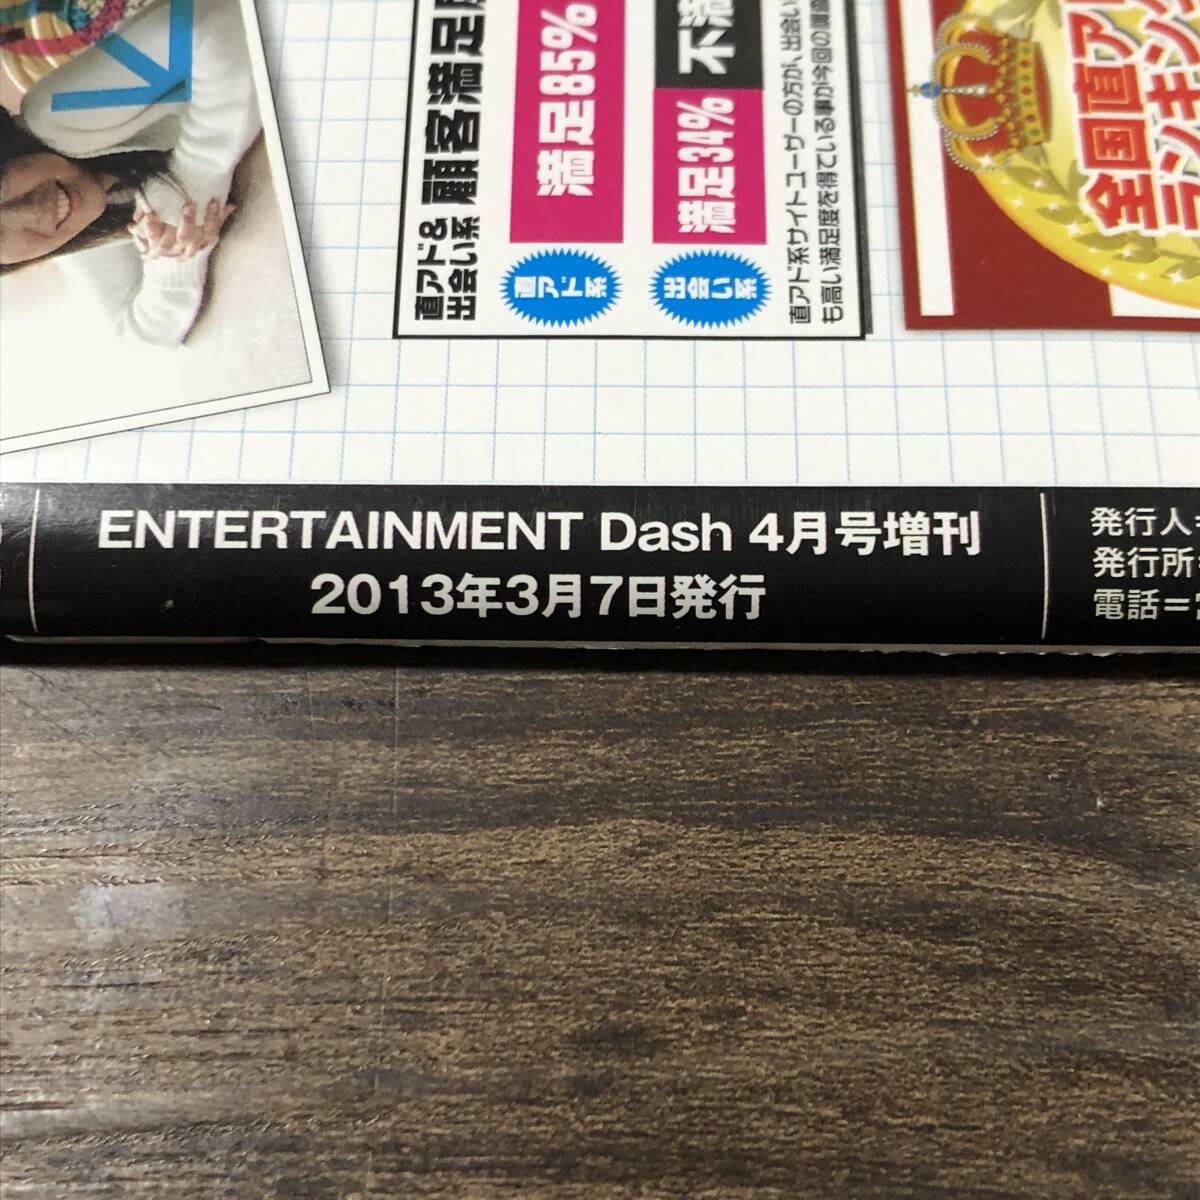 ENTERTAINMENT Dash 4月号増刊
2013年3月7日発行
発行人
発行所
電話=
直アド&
出会い系
顧客満足
直アド系
満足85%
出会い系
満足34%
不満
直アド系サイトユーザーの方が、出会い
も高い満足度を得ている事が今回の調査
全国直ア
ランキン